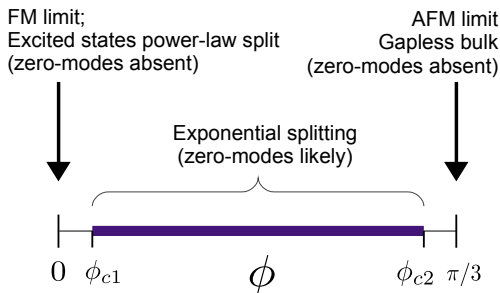 FM limit;
Excited states power-law split
(zero-modes absent)
AFM limit
Gapless bulk
(zero-modes absent)
Exponential splitting
(zero-modes likely)
0 ϕc1 ϕ ϕc2 π/3